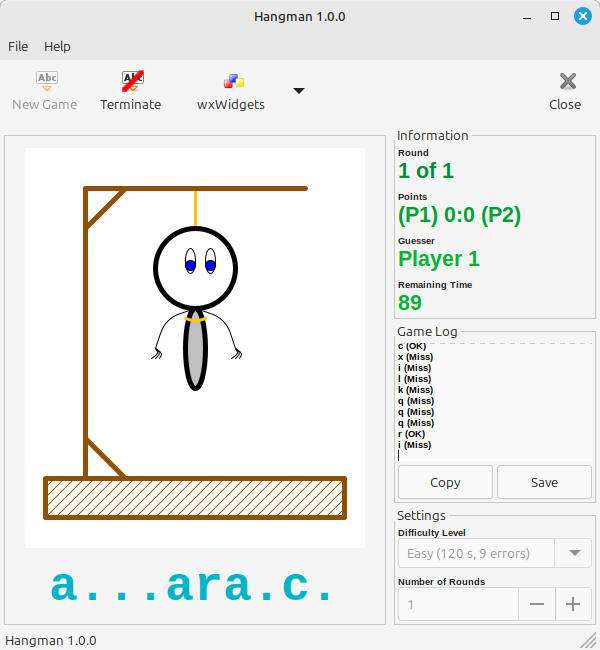 Hangman 1.0.0
File Help
Abc Abc
New Game Terminate wxWidgets Close
Information
Round
1 of 1
Points
(P1) 0:0 (P2)
Guesser
Player 1
Remaining Time
89
Game Log
c (OK)
x (Miss)
i (Miss)
l (Miss)
k (Miss)
q (Miss)
q (Miss)
q (Miss)
r (OK)
i (Miss)
Copy Save
Settings
Difficulty Level
Easy (120 s, 9 errors)
Number of Rounds
1
a...ara.c.
Hangman 1.0.0